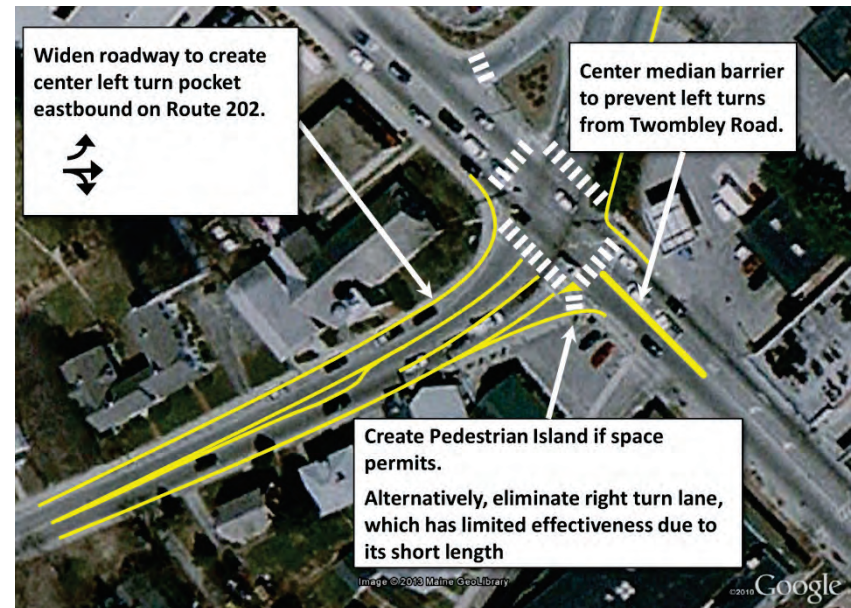 Widen roadway to create
center left turn pocket
eastbound on Route 202.
Center median barrier
to prevent left turns
from Twombley Road.
Create Pedestrian Island if space
permits.
Alternatively, eliminate right turn lane,
which has limited effectiveness due to
its short length
Image © 2013 Maine GeoLibrary
©2010 Google